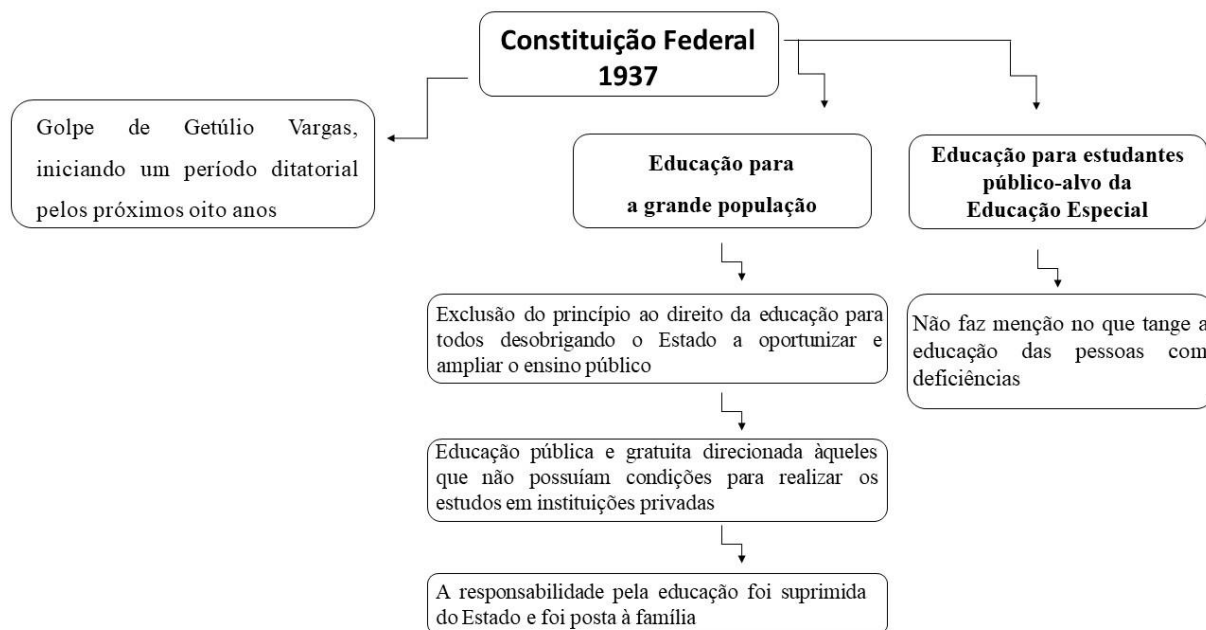 Constituição Federal
1937
Golpe de Getúlio Vargas,
iniciando um período ditatorial
pelos próximos oito anos
Educação para
a grande população
Educação para estudantes
público-alvo da
Educação Especial
Exclusão do princípio ao direito da educação para
todos desobrigando o Estado a oportunizar e
ampliar o ensino público
Não faz menção no que tange a
educação das pessoas com
deficiências
Educação pública e gratuita direcionada àqueles
que não possuíam condições para realizar os
estudos em instituições privadas
A responsabilidade pela educação foi suprimida
do Estado e foi posta à família